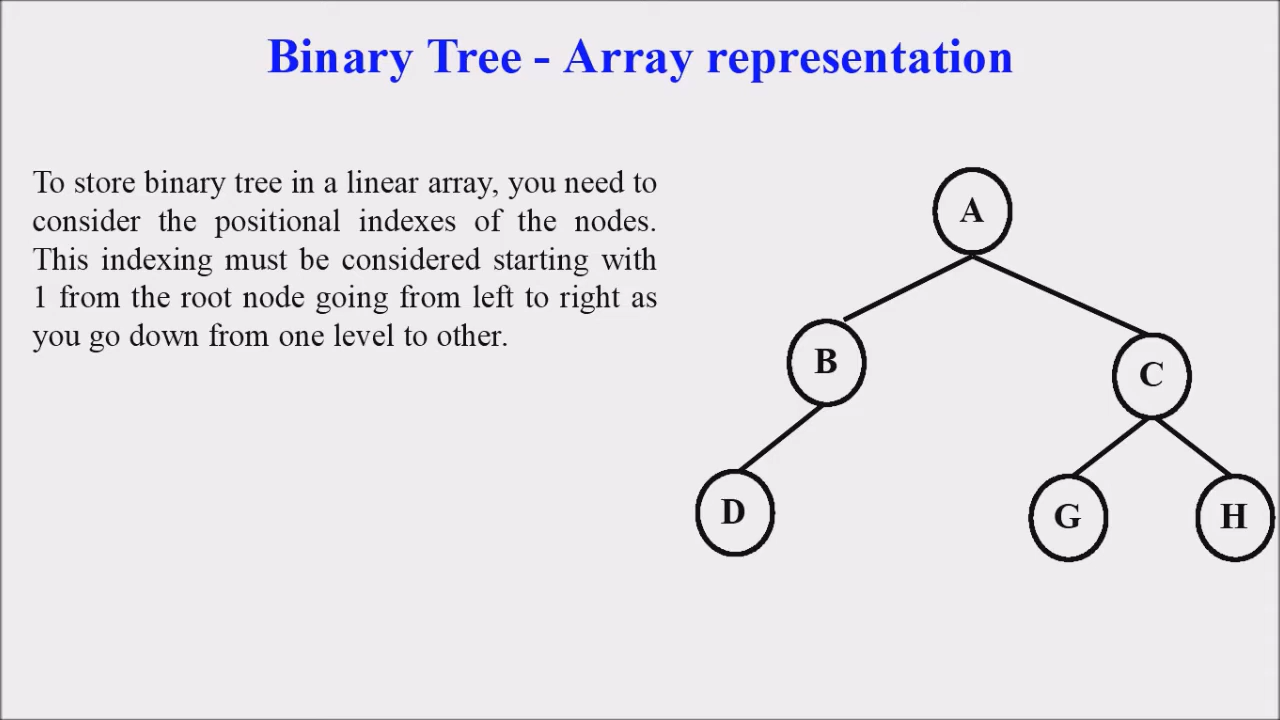 Binary Tree - Array representation
To store binary tree in a linear array, you need to
consider the positional indexes of the nodes.
This indexing must be considered starting with
1 from the root node going from left to right as
you go down from one level to other.
A
B
C
D
G
H